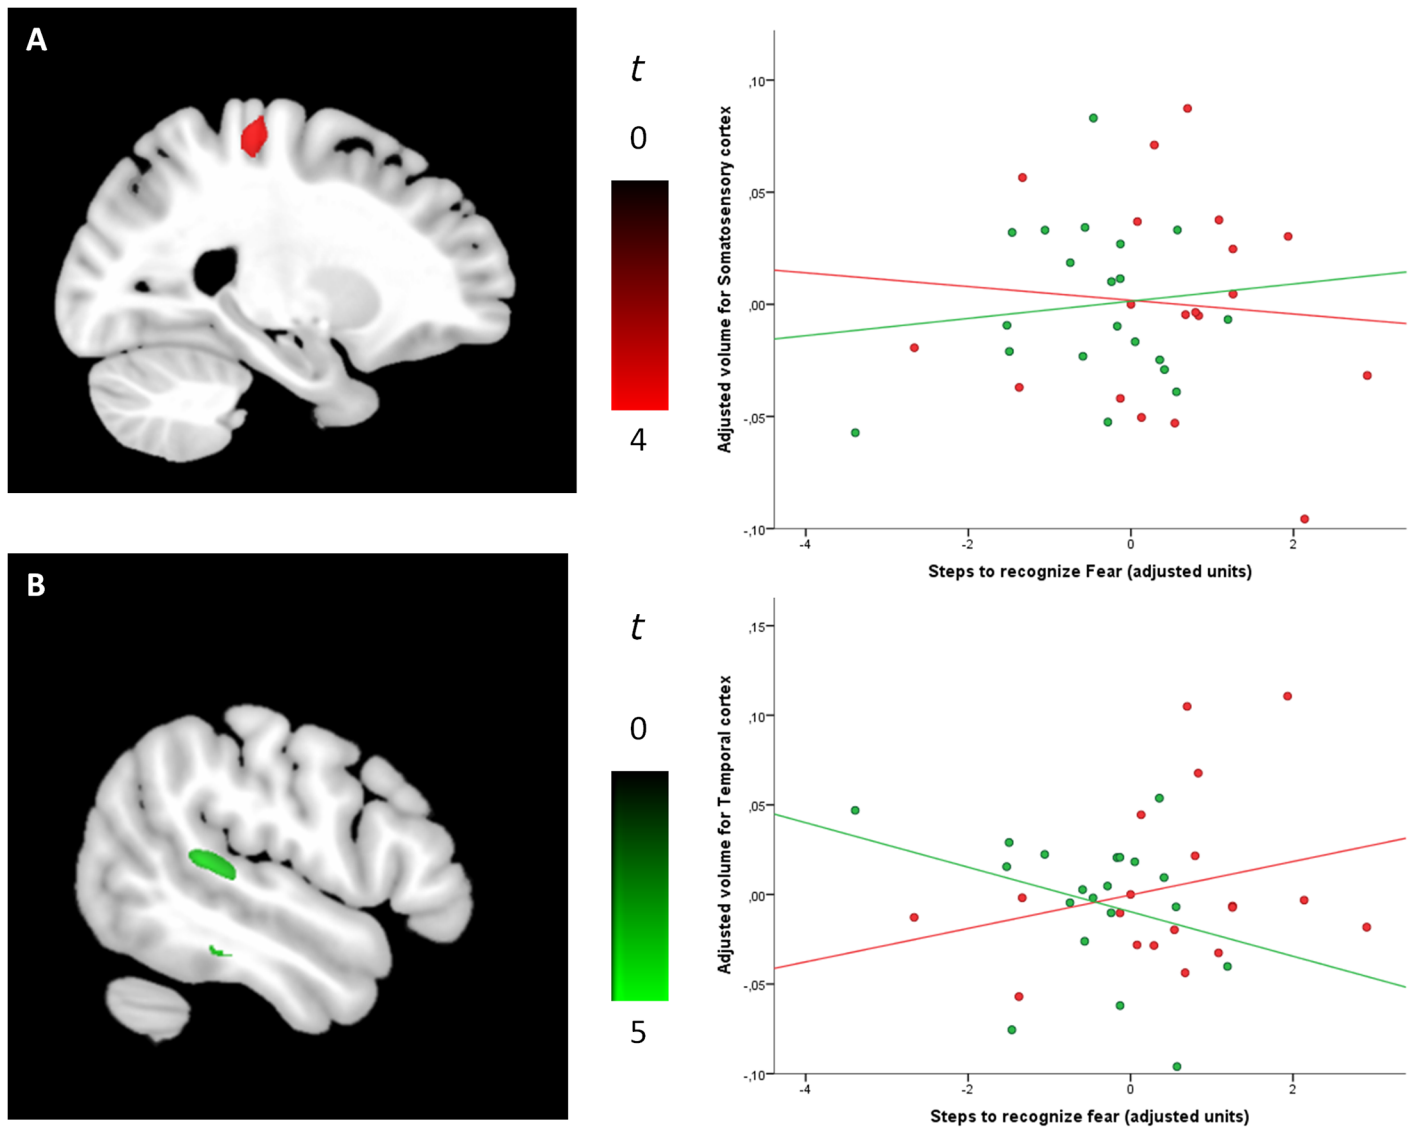 A
t
0
4
,10
,05
,00
-,05
-,10
-4
-2
0
2
Adjusted volume for Somatosensory cortex
Steps to recognize Fear (adjusted units)
B
t
0
5
,15
,10
,05
,00
-,05
-,10
-4
-2
0
2
Adjusted volume for Temporal cortex
Steps to recognize fear (adjusted units)